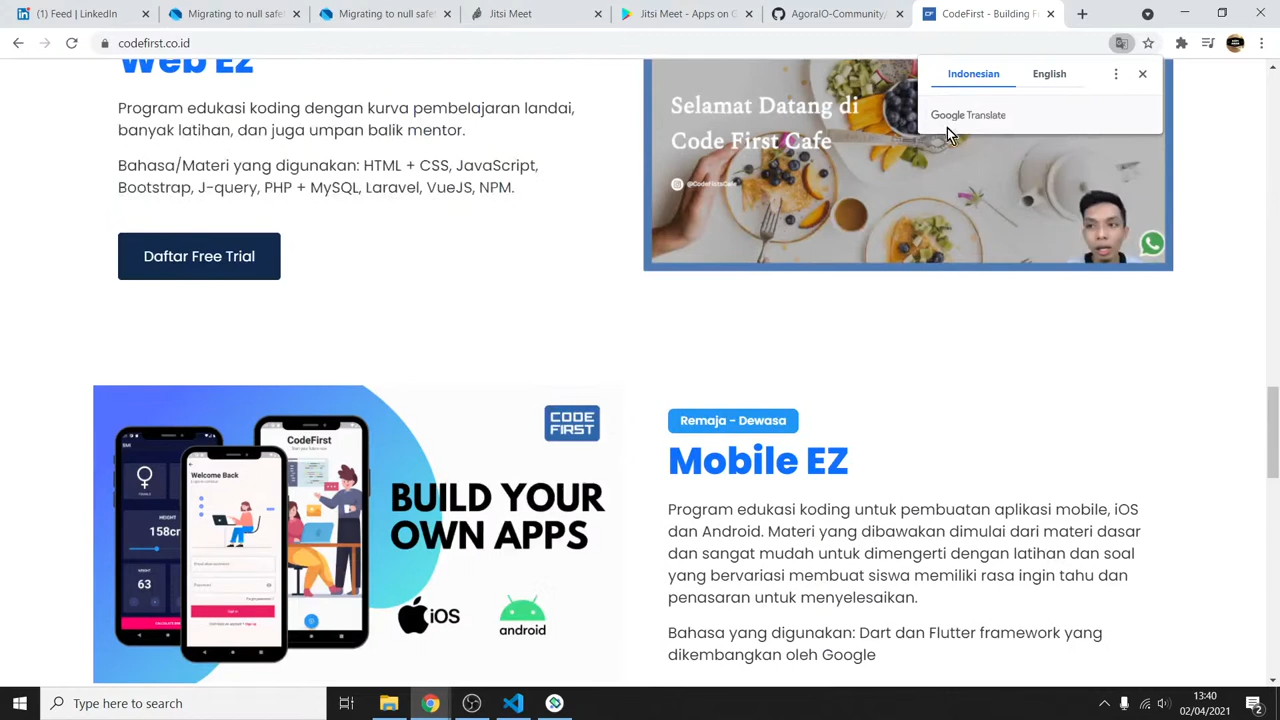 [1] LinkedIn
Migrating to null safe
Migrating to null safe
Jitsi Meet
Jitsi Meet - Apps on G
AgoraIO-Community/
CodeFirst - Building F
codefirst.co.id
Indonesian
English
Google Translate
Web Ez
Program edukasi koding dengan kurva pembelajaran landai,
banyak latihan, dan juga umpan balik mentor.
Bahasa/Materi yang digunakan: HTML + CSS, JavaScript,
Bootstrap, J-query, PHP + MySQL, Laravel, VueJS, NPM.
Daftar Free Trial
Selamat Datang di
Code First Cafe
CODE
FIRST
BUILD YOUR
OWN APPS
iOS
android
CodeFirst
Welcome Back
HEIGHT
158cm
63
Remaja - Dewasa
Mobile EZ
Program edukasi koding untuk pembuatan aplikasi mobile, iOS
dan Android. Materi yang dibawakan dimulai dari materi dasar
dan sangat mudah untuk dimengerti dengan latihan dan soal
yang bervariasi membuat siswa memiliki rasa ingin tahu dan
penasaran untuk menyelesaikan.
Bahasa yang digunakan: Dart dan Flutter framework yang
dikembangkan oleh Google
Type here to search
13:40
02/04/2021
2